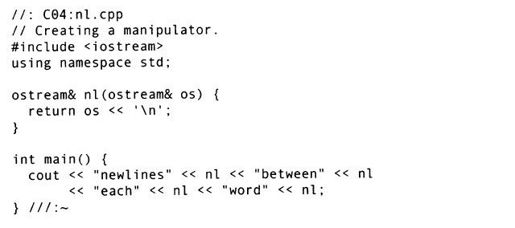 //: C04:nl.cpp
// Creating a manipulator.
#include <iostream>
using namespace std;
ostream& nl(ostream& os) {
  return os << '\n';
}
int main() {
  cout << "newlines" << nl << "between" << nl
       << "each" << nl << "word" << nl;
} ///:~